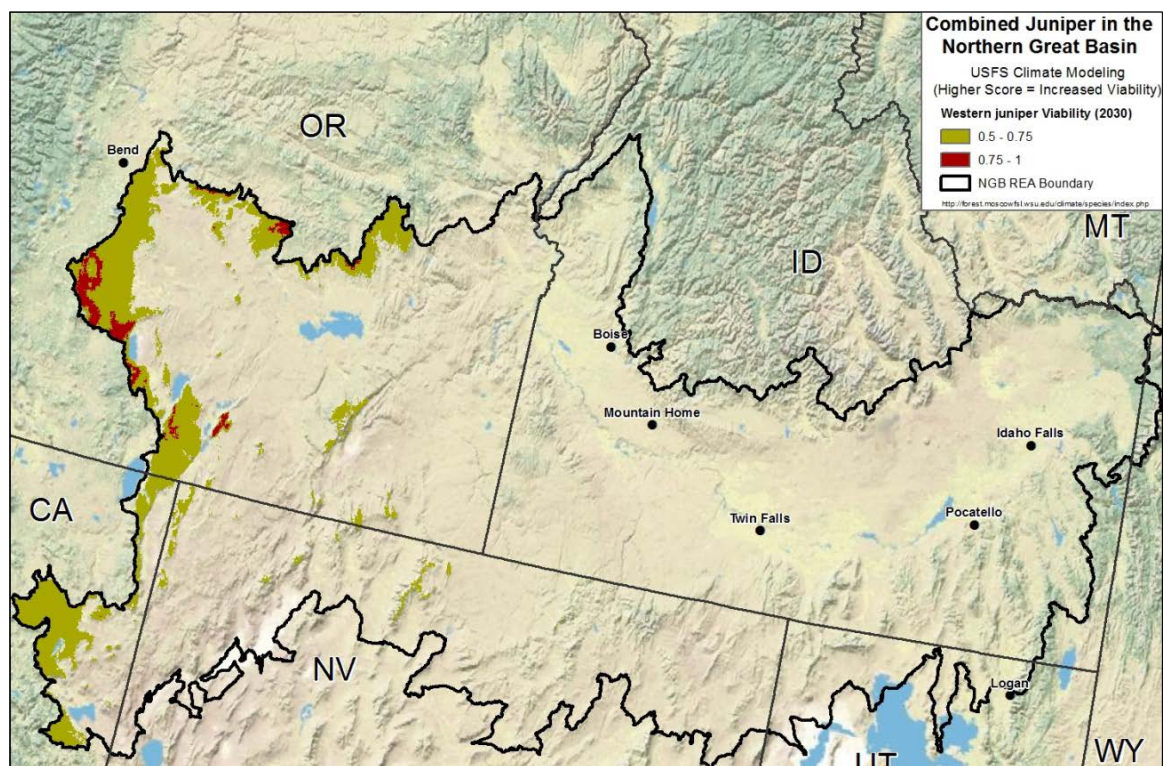 Combined Juniper in the
Northern Great Basin
USFS Climate Modeling
(Higher Score = Increased Viability)
Western juniper Viability (2030)
0.5 - 0.75
0.75 - 1
NGB REA Boundary
http://forest.moscowfsl.wsu.edu/climate/species/index.php
OR
Bend
MT
ID
Boise
Mountain Home
Idaho Falls
CA
Twin Falls
Pocatello
NV
Logan
UT
WY